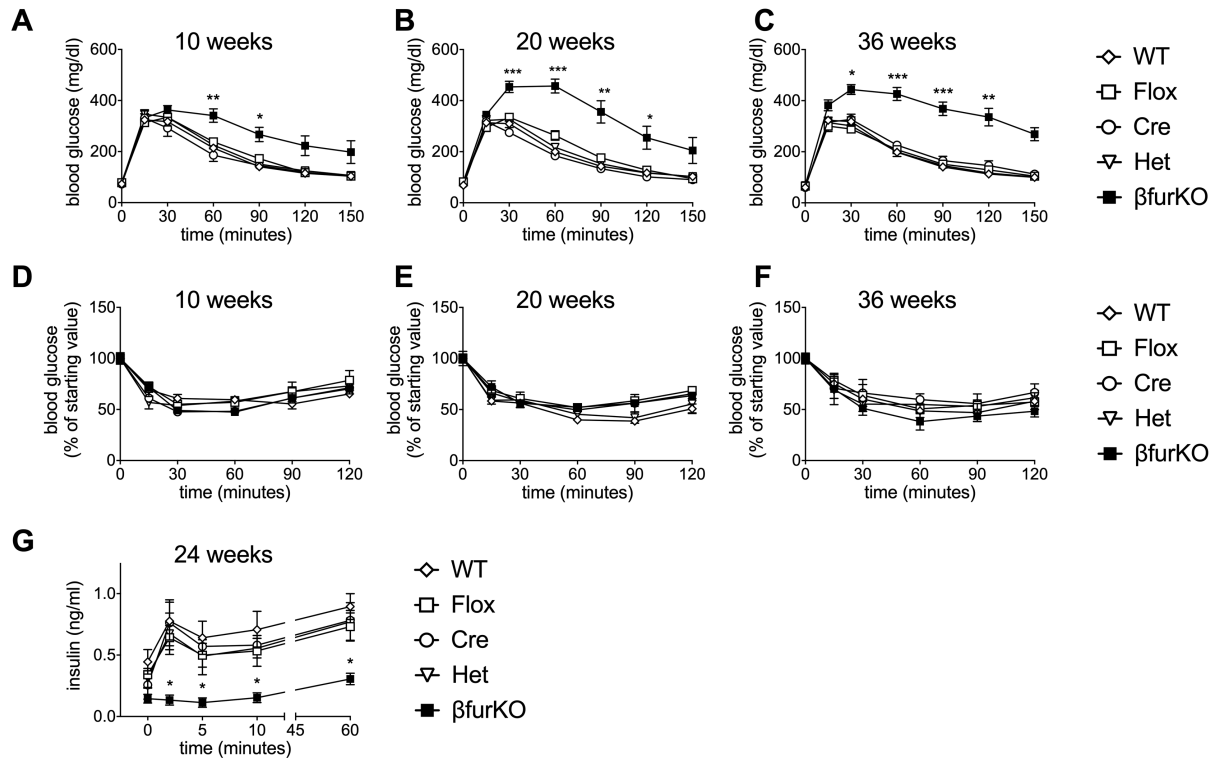 A
10 weeks
blood glucose (mg/dl)
600
400
200
0
**
*
0 30 60 90 120 150
time (minutes)
B
20 weeks
blood glucose (mg/dl)
600
400
200
0
***
***
**
*
0 30 60 90 120 150
time (minutes)
C
36 weeks
blood glucose (mg/dl)
600
400
200
0
*
***
***
**
0 30 60 90 120 150
time (minutes)
WT
Flox
Cre
Het
βfurKO
D
10 weeks
blood glucose
(% of starting value)
150
100
50
0
0 30 60 90 120
time (minutes)
E
20 weeks
blood glucose
(% of starting value)
150
100
50
0
0 30 60 90 120
time (minutes)
F
36 weeks
blood glucose
(% of starting value)
150
100
50
0
0 30 60 90 120
time (minutes)
WT
Flox
Cre
Het
βfurKO
G
24 weeks
insulin (ng/ml)
1.0
0.5
0.0
*
*
*
*
0 5 10 45 60
time (minutes)
WT
Flox
Cre
Het
βfurKO